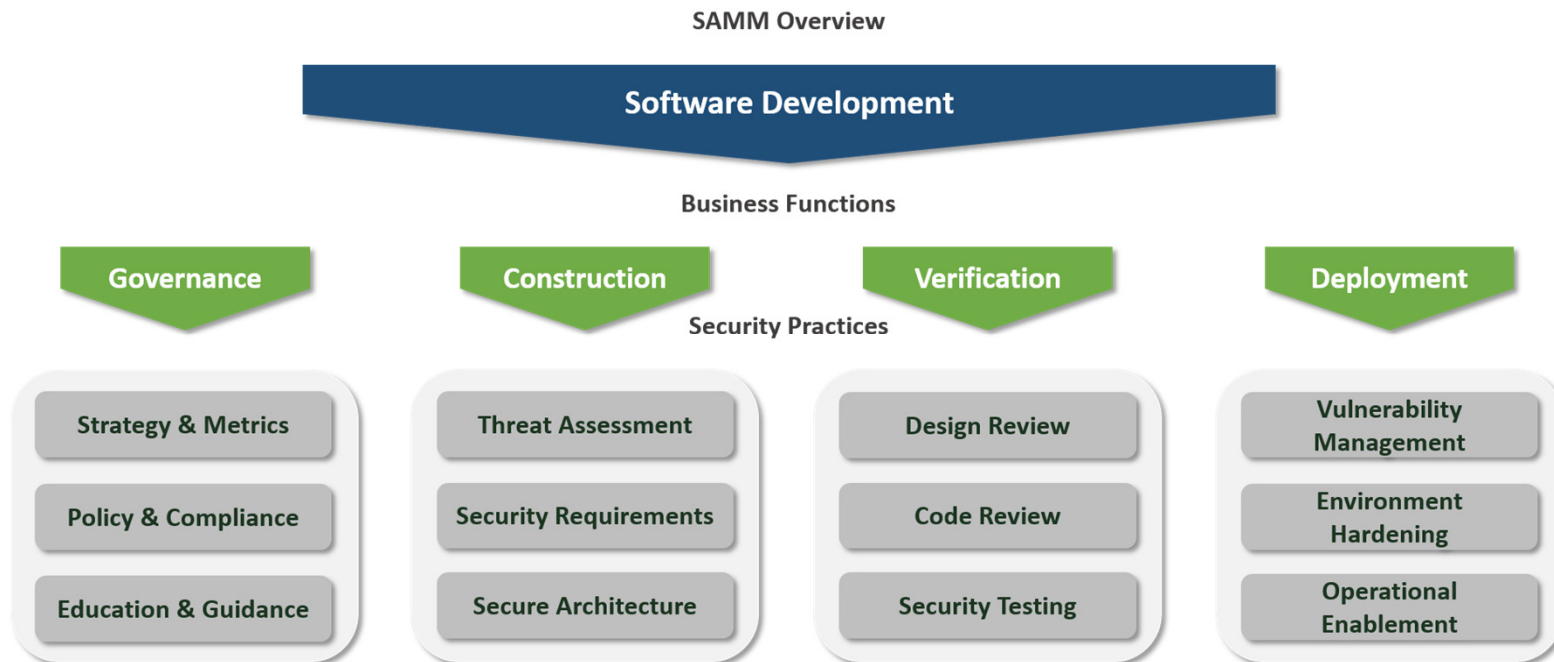 SAMM Overview
Software Development
Business Functions
Governance
Construction
Verification
Deployment
Security Practices
Strategy & Metrics
Policy & Compliance
Education & Guidance
Threat Assessment
Security Requirements
Secure Architecture
Design Review
Code Review
Security Testing
Vulnerability
Management
Environment
Hardening
Operational
Enablement